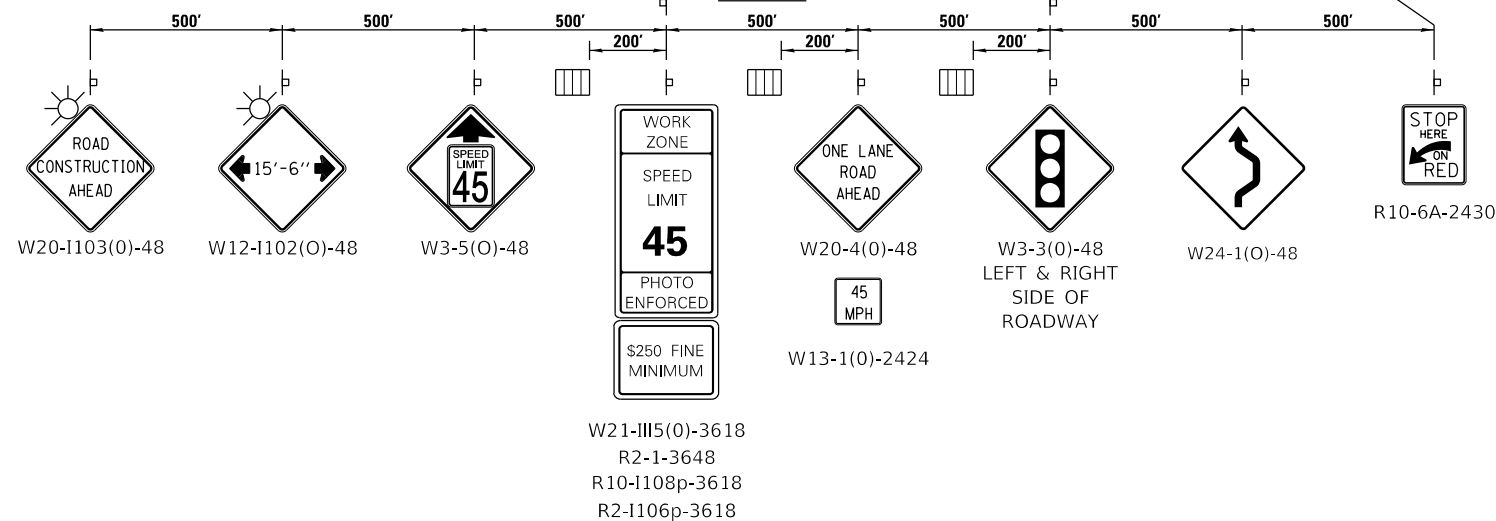 500' 500' 500' 500' 500' 500' 500'
200' 200' 200'
ROAD
CONSTRUCTION
AHEAD
W20-I103(0)-48
15'-6''
W12-I102(O)-48
SPEED
LIMIT
45
W3-5(O)-48
WORK
ZONE
SPEED
LIMIT
45
PHOTO
ENFORCED
$250 FINE
MINIMUM
W21-III5(0)-3618
R2-1-3648
R10-I108p-3618
R2-I106p-3618
ONE LANE
ROAD
AHEAD
W20-4(0)-48
45
MPH
W13-1(0)-2424
W3-3(0)-48
LEFT & RIGHT
SIDE OF
ROADWAY
W24-1(O)-48
STOP
HERE
ON
RED
R10-6A-2430